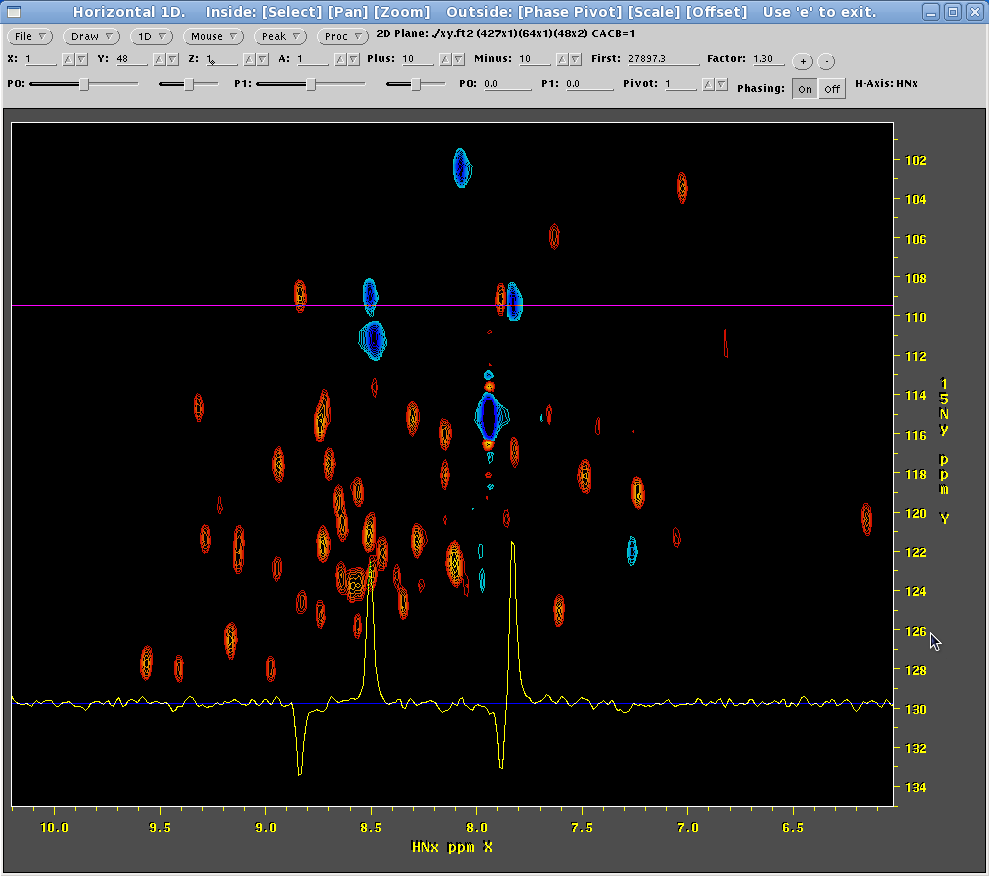 Horizontal 1D. Inside: [Select] [Pan] [Zoom] Outside: [Phase Pivot] [Scale] [Offset] Use 'e' to exit.
File Draw 1D Mouse Peak Proc 2D Plane: ./xy.ft2 (427x1)(64x1)(48x2) CACB=1
X: 1 Y: 48 Z: 1 A: 1 Plus: 10 Minus: 10 First: 27897.3 Factor: 1.30 + -
P0: P1: P0: 0.0 P1: 0.0 Pivot: 1 Phasing: On Off H-Axis: HNx
102
104
106
108
110
112
114
116
118
120
122
124
126
128
130
132
134
15Ny ppm Y
10.0 9.5 9.0 8.5 8.0 7.5 7.0 6.5
HNx ppm X